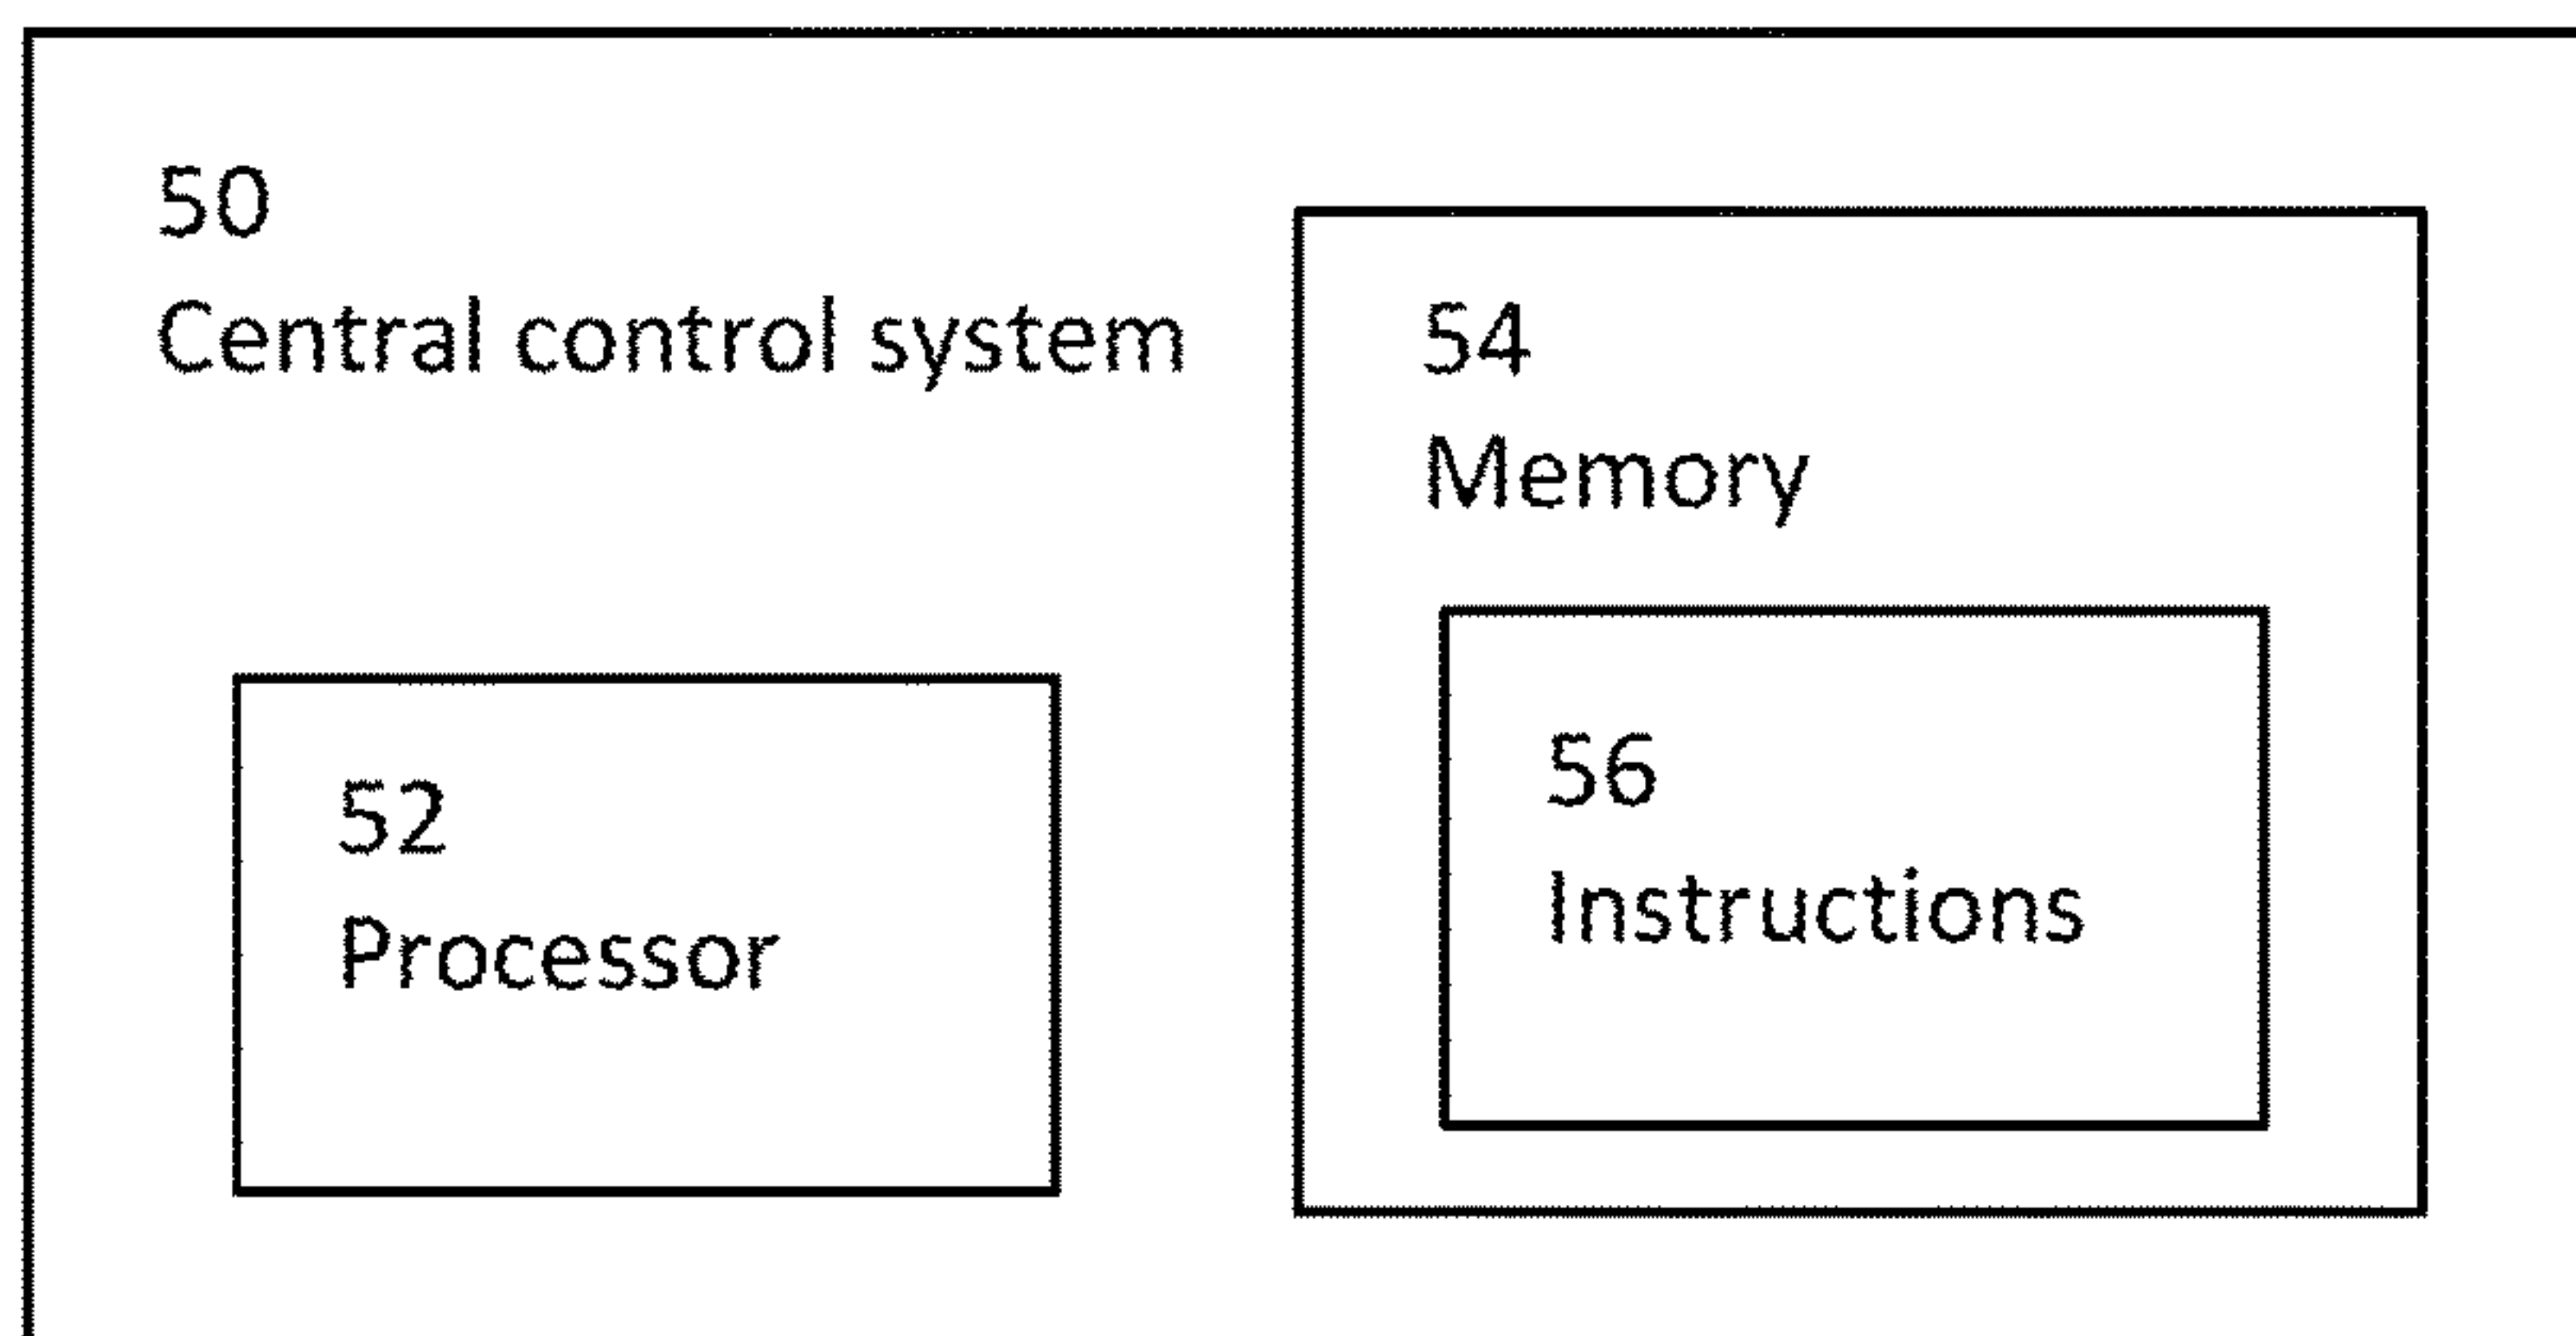 50
Central control system
54
Memory
52
Processor
56
Instructions